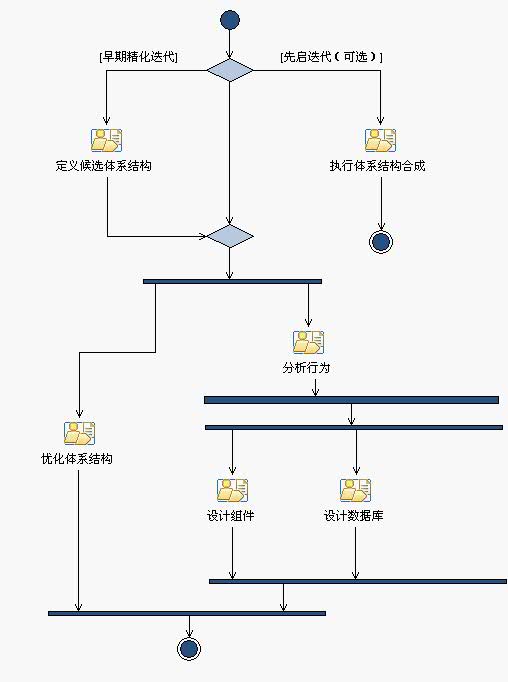 [早期精化迭代]
[先启迭代（可选）]
定义候选体系结构
执行体系结构合成
分析行为
优化体系结构
设计组件
设计数据库